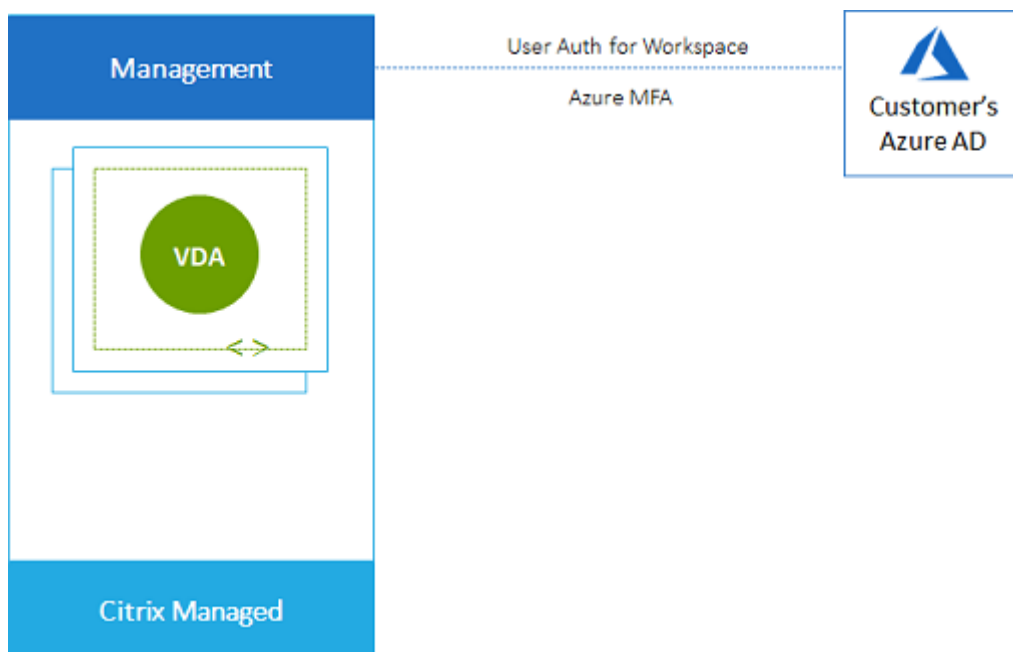 Management
User Auth for Workspace
Azure MFA
Customer's
Azure AD
VDA
Citrix Managed